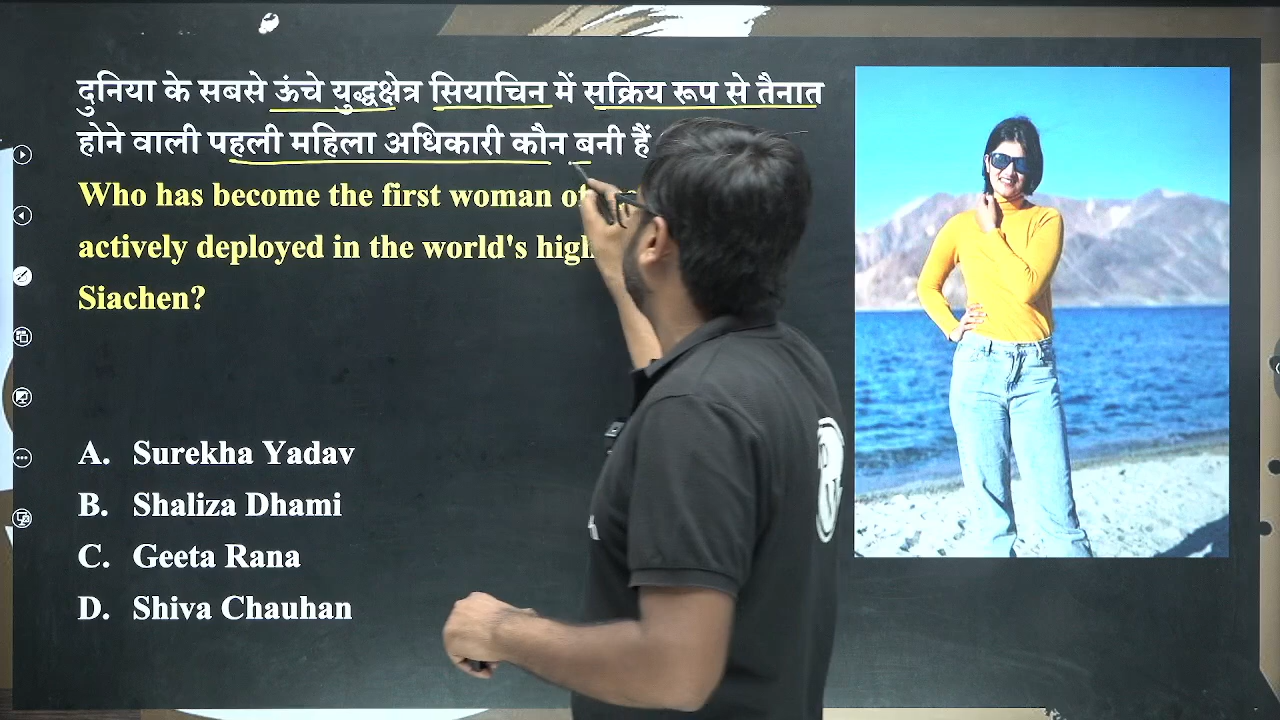 दुनिया के सबसे ऊंचे युद्धक्षेत्र सियाचिन में सक्रिय रूप से तैनात
होने वाली पहली महिला अधिकारी कौन बनी हैं
Who has become the first woman
actively deployed in the world's
Siachen?
A. Surekha Yadav
B. Shaliza Dhami
C. Geeta Rana
D. Shiva Chauhan